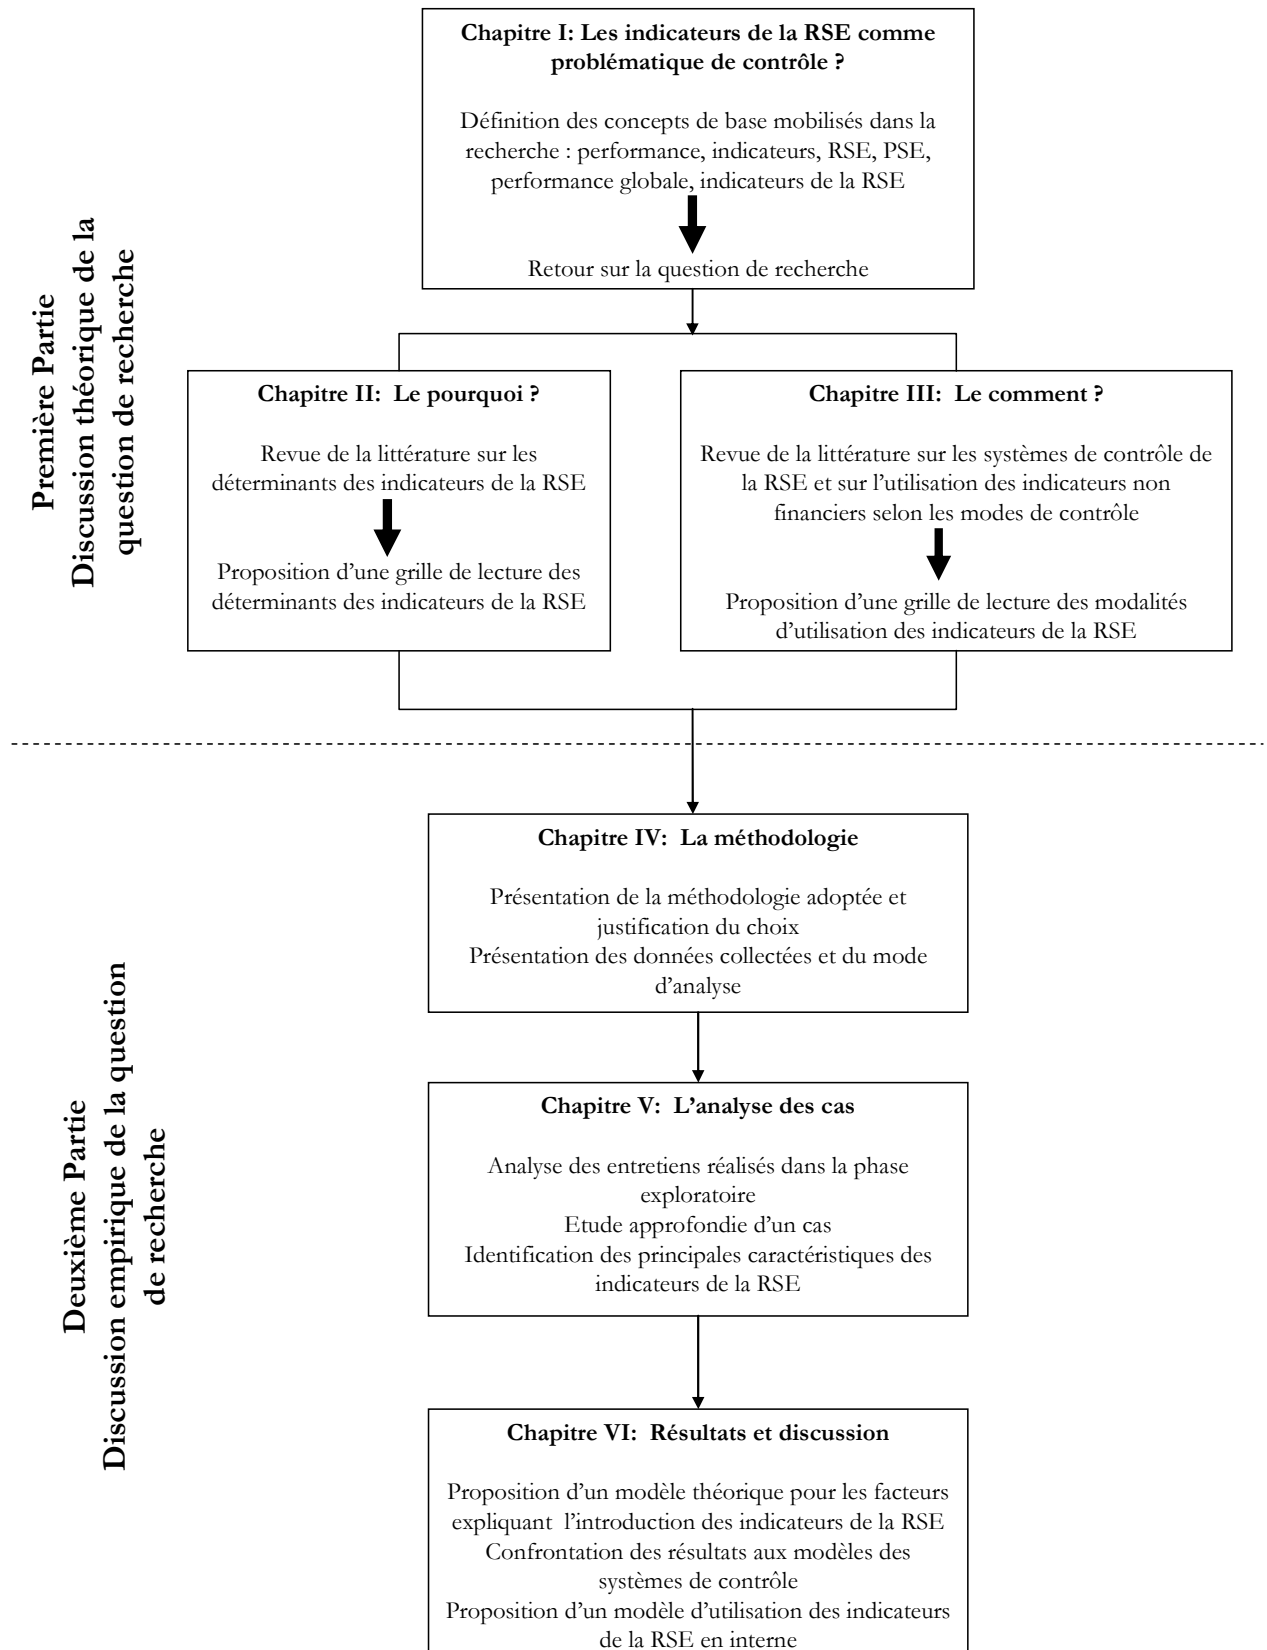 Première Partie
Discussion théorique de la
question de recherche
Chapitre I: Les indicateurs de la RSE comme
problématique de contrôle ?
Définition des concepts de base mobilisés dans la
recherche : performance, indicateurs, RSE, PSE,
performance globale, indicateurs de la RSE
Retour sur la question de recherche
Chapitre II: Le pourquoi ?
Revue de la littérature sur les
déterminants des indicateurs de la RSE
Proposition d’une grille de lecture des
déterminants des indicateurs de la RSE
Chapitre III: Le comment ?
Revue de la littérature sur les systèmes de contrôle de
la RSE et sur l’utilisation des indicateurs non
financiers selon les modes de contrôle
Proposition d’une grille de lecture des modalités
d’utilisation des indicateurs de la RSE
Deuxième Partie
Discussion empirique de la question
de recherche
Chapitre IV: La méthodologie
Présentation de la méthodologie adoptée et
justification du choix
Présentation des données collectées et du mode
d’analyse
Chapitre V: L’analyse des cas
Analyse des entretiens réalisés dans la phase
exploratoire
Etude approfondie d’un cas
Identification des principales caractéristiques des
indicateurs de la RSE
Chapitre VI: Résultats et discussion
Proposition d’un modèle théorique pour les facteurs
expliquant l’introduction des indicateurs de la RSE
Confrontation des résultats aux modèles des
systèmes de contrôle
Proposition d’un modèle d’utilisation des indicateurs
de la RSE en interne